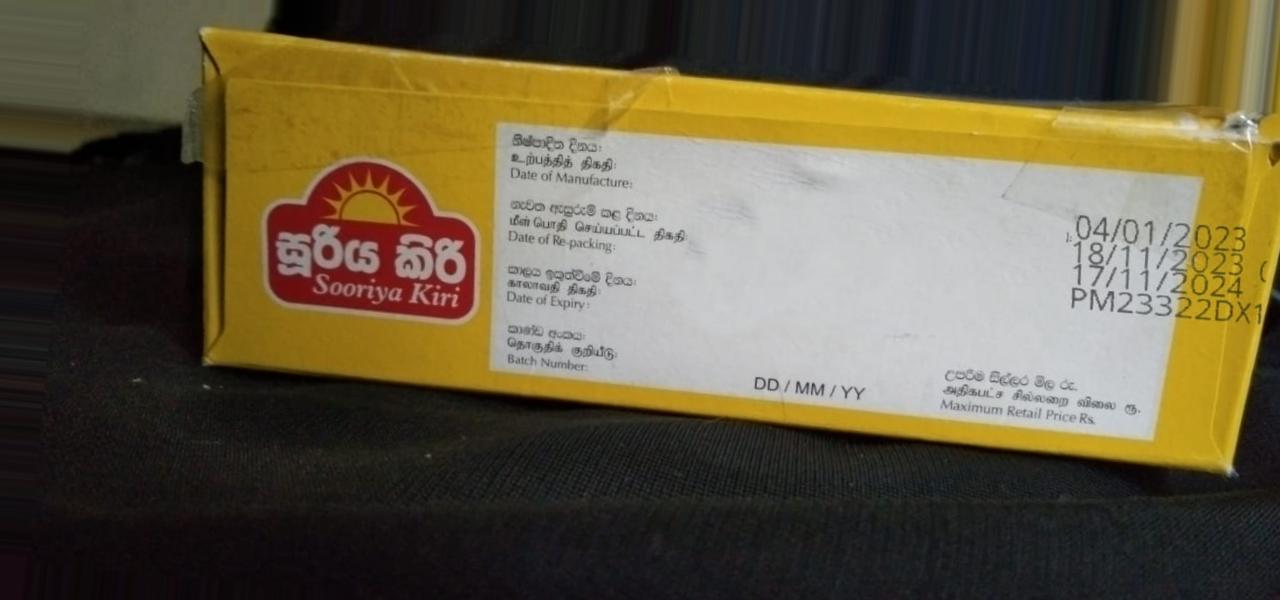 සූරිය කිරි
Sooriya Kiri
නිෂ්පාදිත දිනය:
உற்பத்தித் திகதி:
Date of Manufacture:
නැවත ඇසුරුම් කළ දිනය:
மீள் பொதி செய்யப்பட்ட திகதி:
Date of Re-packing:
කාලය ඉකුත්වීමේ දිනය:
காலாவதி திகதி:
Date of Expiry:
කාණ්ඩ අංකය:
தொகுதிக் குறியீடு:
Batch Number:
04/01/2023
18/11/2023
17/11/2024
PM23322DX1
DD / MM / YY
උපරිම සිල්ලර මිල රු.
அதிகபட்ச சில்லறை விலை ரூ.
Maximum Retail Price Rs.